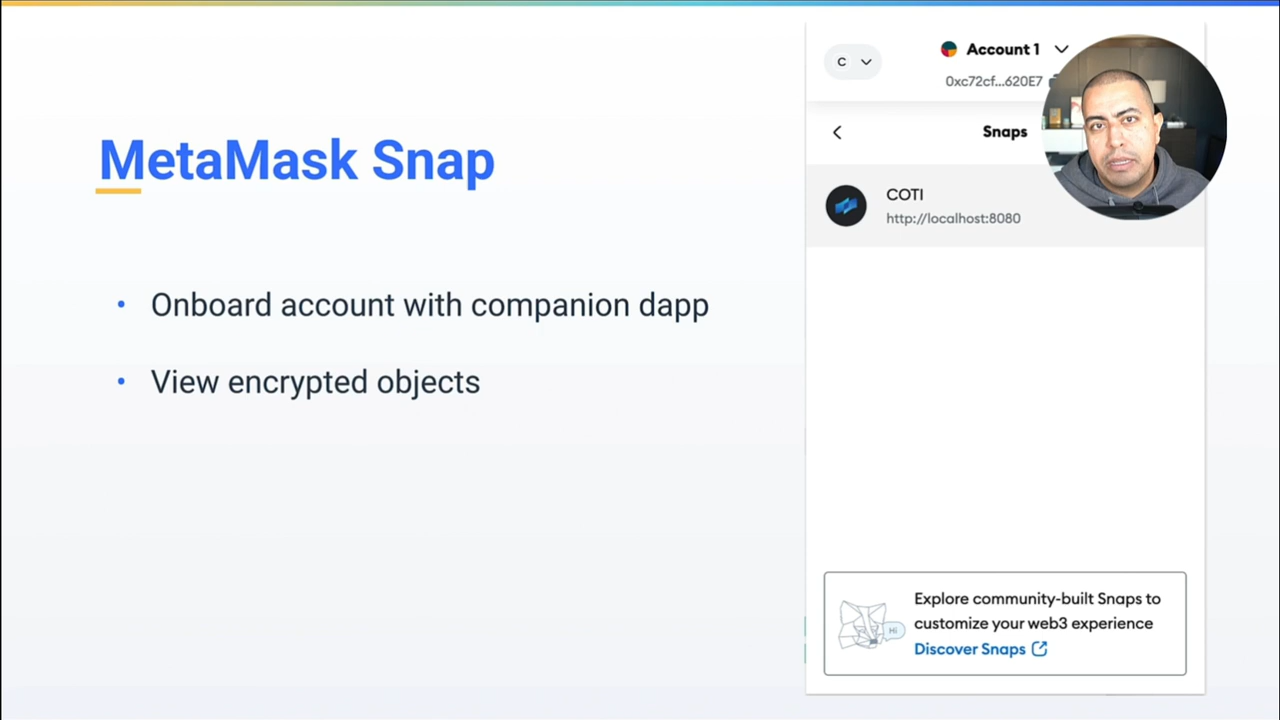 MetaMask Snap
• Onboard account with companion dapp
• View encrypted objects
C
Account 1
0xc72cf...620E7
Snaps
COTI
http://localhost:8080
Hi
Explore community-built Snaps to
customize your web3 experience
Discover Snaps